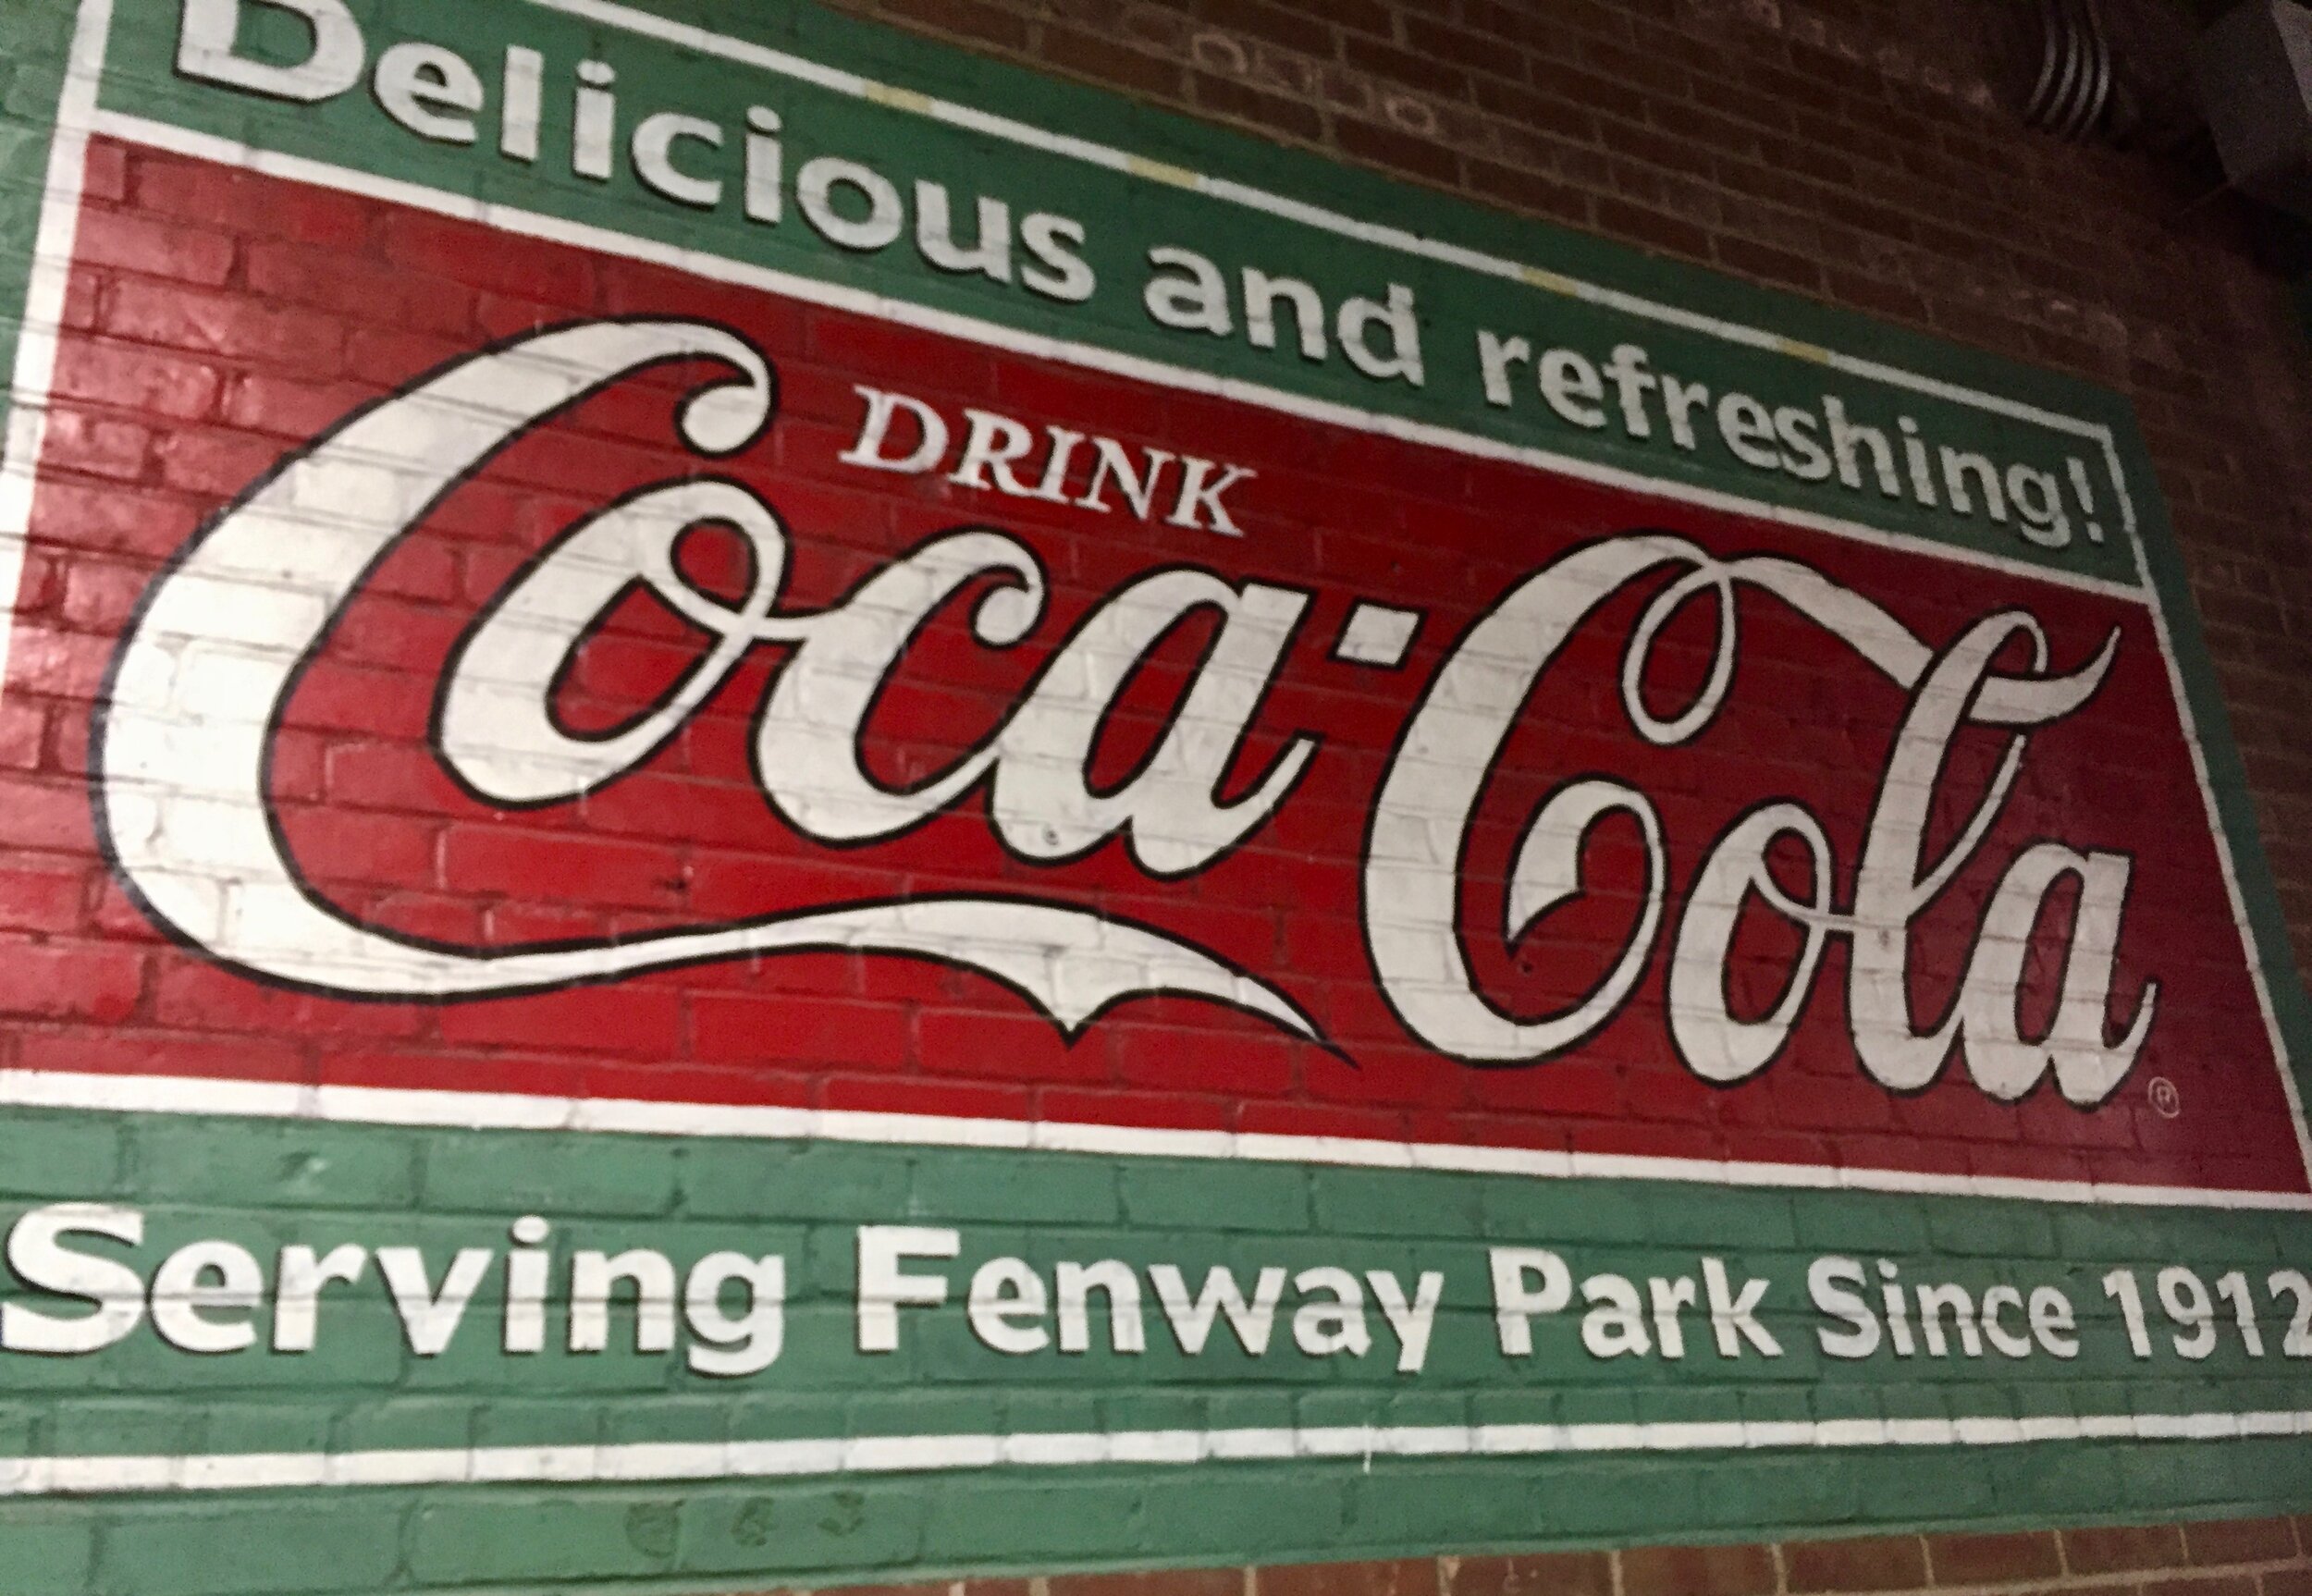 Delicious and refreshing!
DRINK
Coca-Cola®
Serving Fenway Park Since 1912